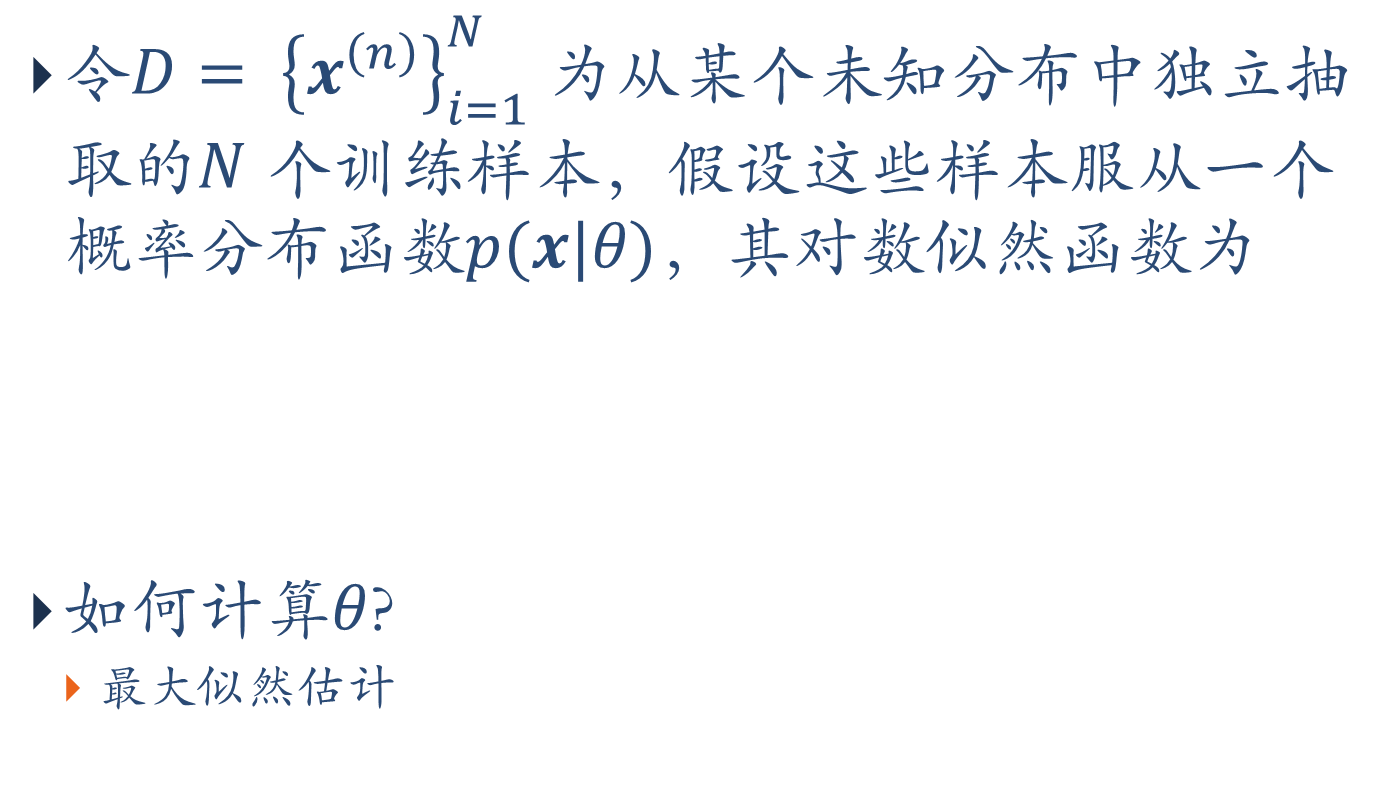 令D = {x^(n)}_{i=1}^N 为从某个未知分布中独立抽
取的N 个训练样本，假设这些样本服从一个
概率分布函数p(x|θ)，其对数似然函数为
如何计算θ?
最大似然估计